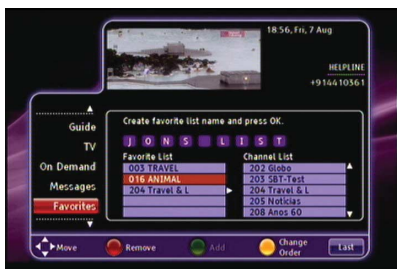 18:56, Fri, 7 Aug
HELPLINE
+914410361
Guide
TV
On Demand
Messages
Favorites
Create favorite list name and press OK.
J O N S L I S T
Favorite List
003 TRAVEL
016 ANIMAL
204 Travel & L
Channel List
202 Globo
203 SBT-Test
204 Travel & L
205 Noticias
208 Anos 60
Move
Remove
Add
Change Order
Last